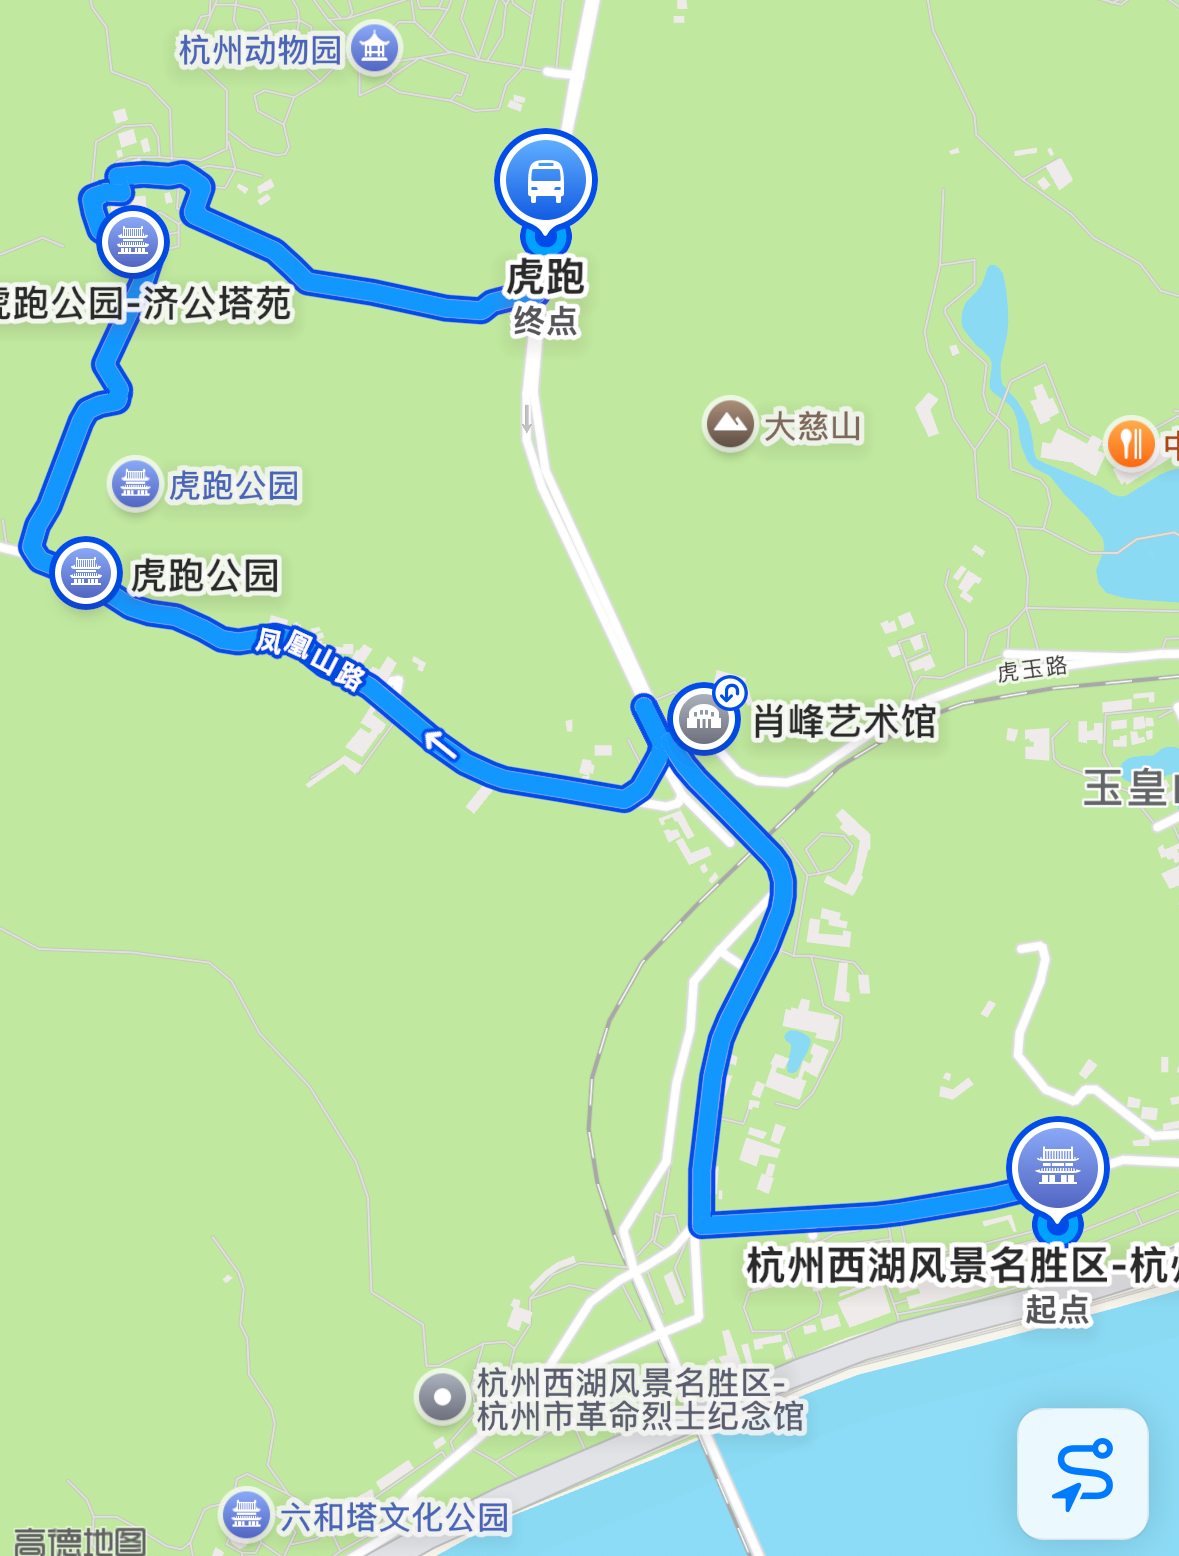 杭州动物园
虎跑
终点
虎跑公园-济公塔苑
大慈山
中
虎跑公园
虎跑公园
凤凰山路
虎玉路
肖峰艺术馆
玉皇山
杭州西湖风景名胜区-杭州
起点
杭州西湖风景名胜区-
杭州市革命烈士纪念馆
六和塔文化公园
高德地图